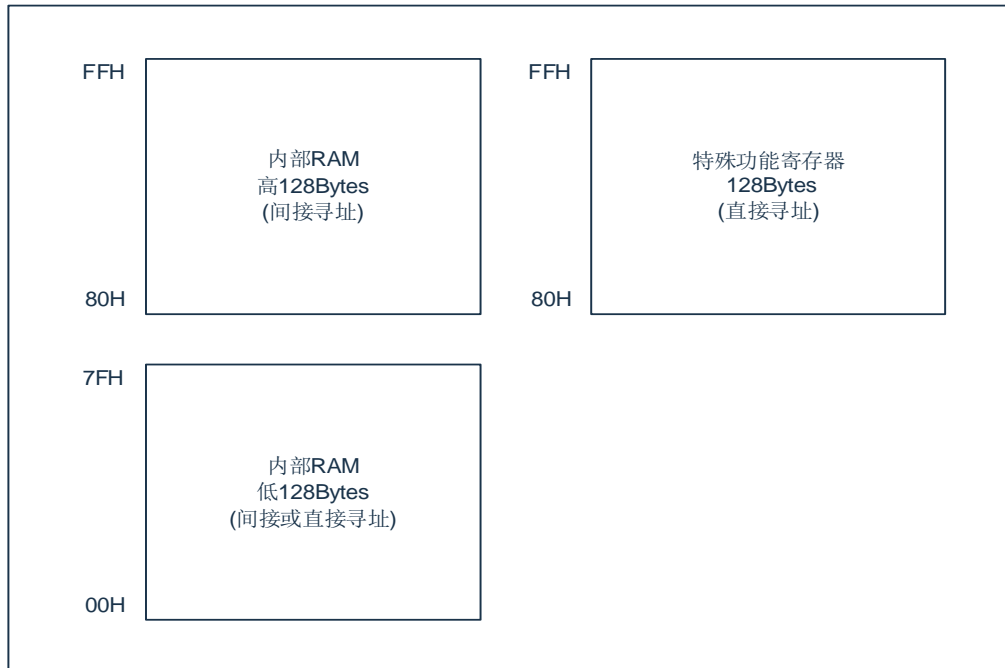 FFH
内部RAM
高128Bytes
(间接寻址)
80H
FFH
特殊功能寄存器
128Bytes
(直接寻址)
80H
7FH
内部RAM
低128Bytes
(间接或直接寻址)
00H